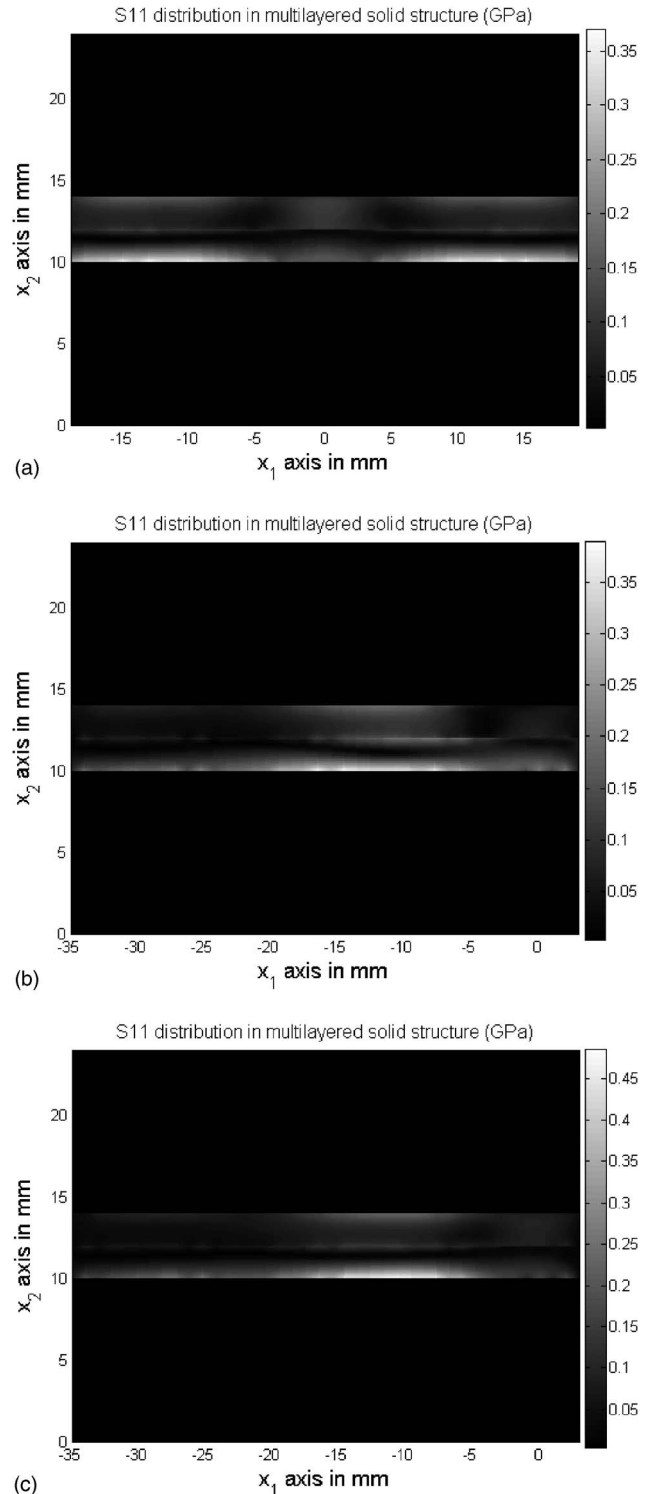 S11 distribution in multilayered solid structure (GPa)
0.35
0.3
0.25
0.2
0.15
0.1
0.05
20
15
10
5
0
x2 axis in mm
-15 -10 -5 0 5 10 15
x1 axis in mm
(a)
S11 distribution in multilayered solid structure (GPa)
0.35
0.3
0.25
0.2
0.15
0.1
0.05
20
15
10
5
0
x2 axis in mm
-35 -30 -25 -20 -15 -10 -5 0
x1 axis in mm
(b)
S11 distribution in multilayered solid structure (GPa)
0.45
0.4
0.35
0.3
0.25
0.2
0.15
0.1
0.05
20
15
10
5
0
x2 axis in mm
-35 -30 -25 -20 -15 -10 -5 0
x1 axis in mm
(c)